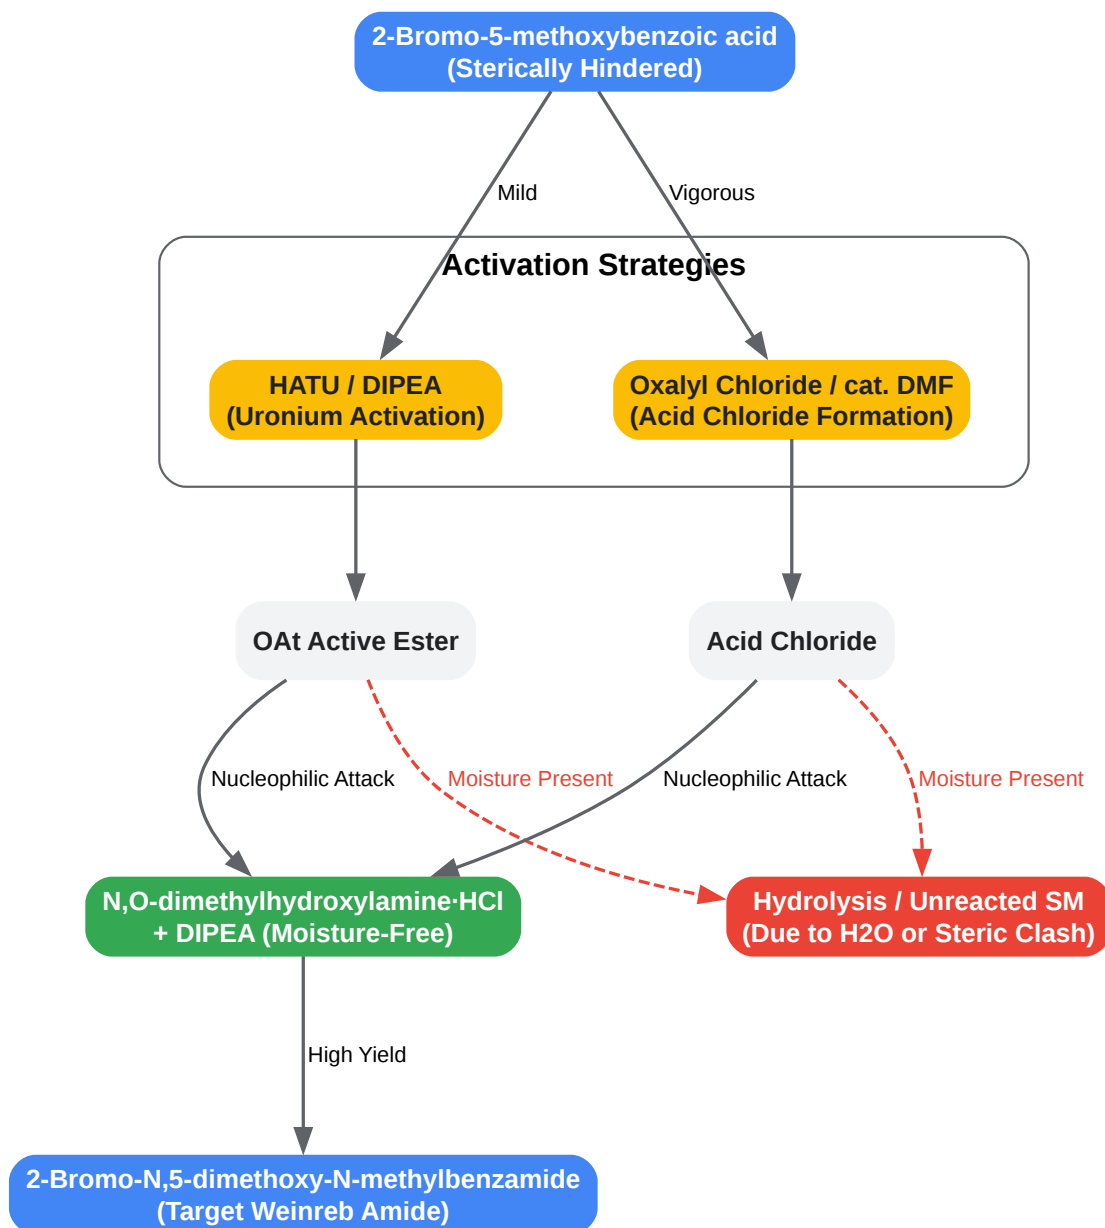 2-Bromo-5-methoxybenzoic acid
(Sterically Hindered)
Mild
Vigorous
Activation Strategies
HATU / DIPEA
(Uronium Activation)
Oxalyl Chloride / cat. DMF
(Acid Chloride Formation)
OAt Active Ester
Acid Chloride
Nucleophilic Attack
Moisture Present
Nucleophilic Attack
Moisture Present
N,O-dimethylhydroxylamine·HCl
+ DIPEA (Moisture-Free)
Hydrolysis / Unreacted SM
(Due to H2O or Steric Clash)
High Yield
2-Bromo-N,5-dimethoxy-N-methylbenzamide
(Target Weinreb Amide)